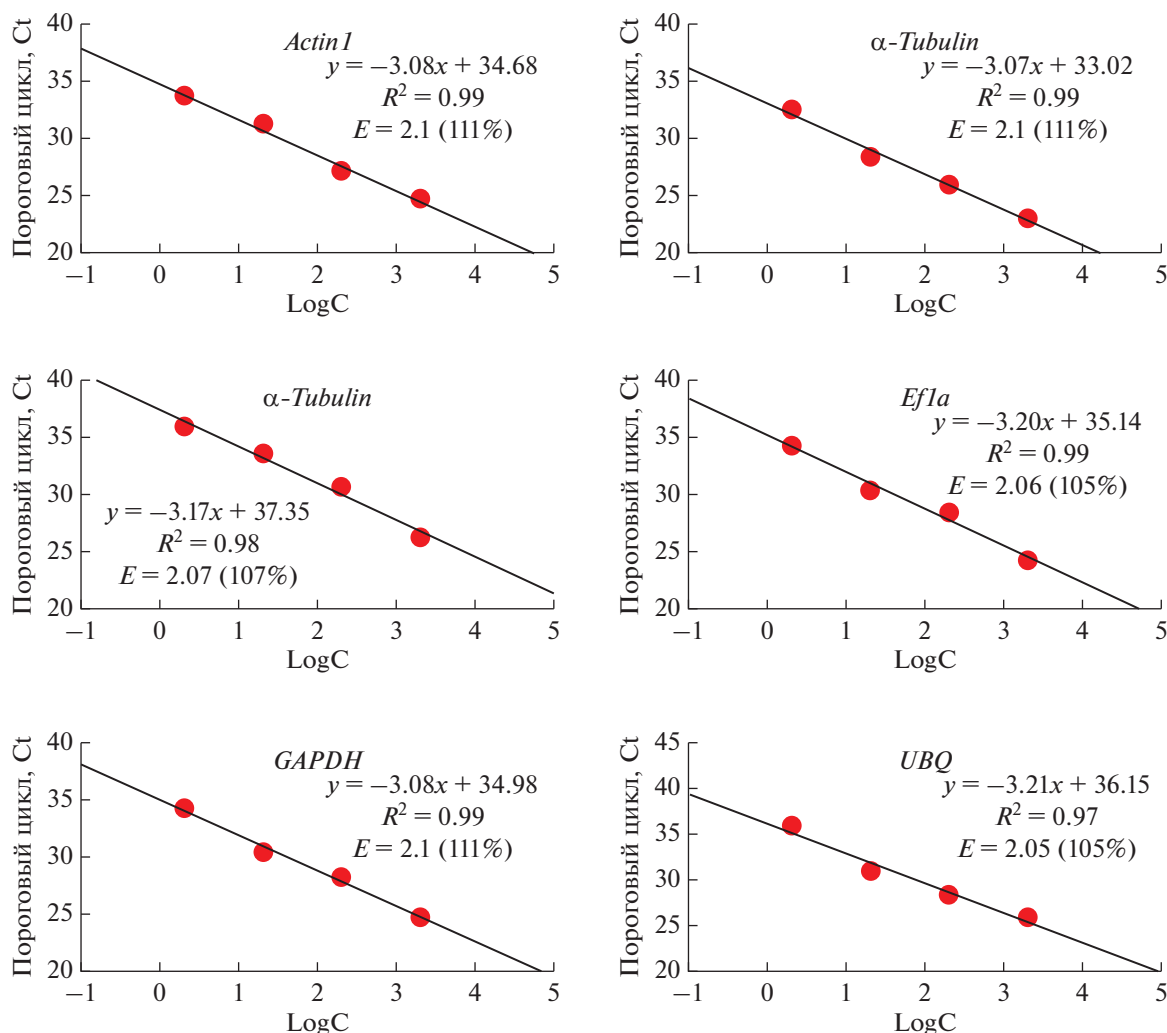 Пороговый цикл, Ct
40
35
30
25
20
Actin1
y = −3.08x + 34.68
R² = 0.99
E = 2.1 (111%)
−1 0 1 2 3 4 5
LogC
Пороговый цикл, Ct
40
35
30
25
20
α-Tubulin
y = −3.07x + 33.02
R² = 0.99
E = 2.1 (111%)
−1 0 1 2 3 4 5
LogC
Пороговый цикл, Ct
40
35
30
25
20
α-Tubulin
y = −3.17x + 37.35
R² = 0.98
E = 2.07 (107%)
−1 0 1 2 3 4 5
LogC
Пороговый цикл, Ct
40
35
30
25
20
Ef1a
y = −3.20x + 35.14
R² = 0.99
E = 2.06 (105%)
−1 0 1 2 3 4 5
LogC
Пороговый цикл, Ct
40
35
30
25
20
GAPDH
y = −3.08x + 34.98
R² = 0.99
E = 2.1 (111%)
−1 0 1 2 3 4 5
LogC
Пороговый цикл, Ct
45
40
35
30
25
20
UBQ
y = −3.21x + 36.15
R² = 0.97
E = 2.05 (105%)
−1 0 1 2 3 4 5
LogC